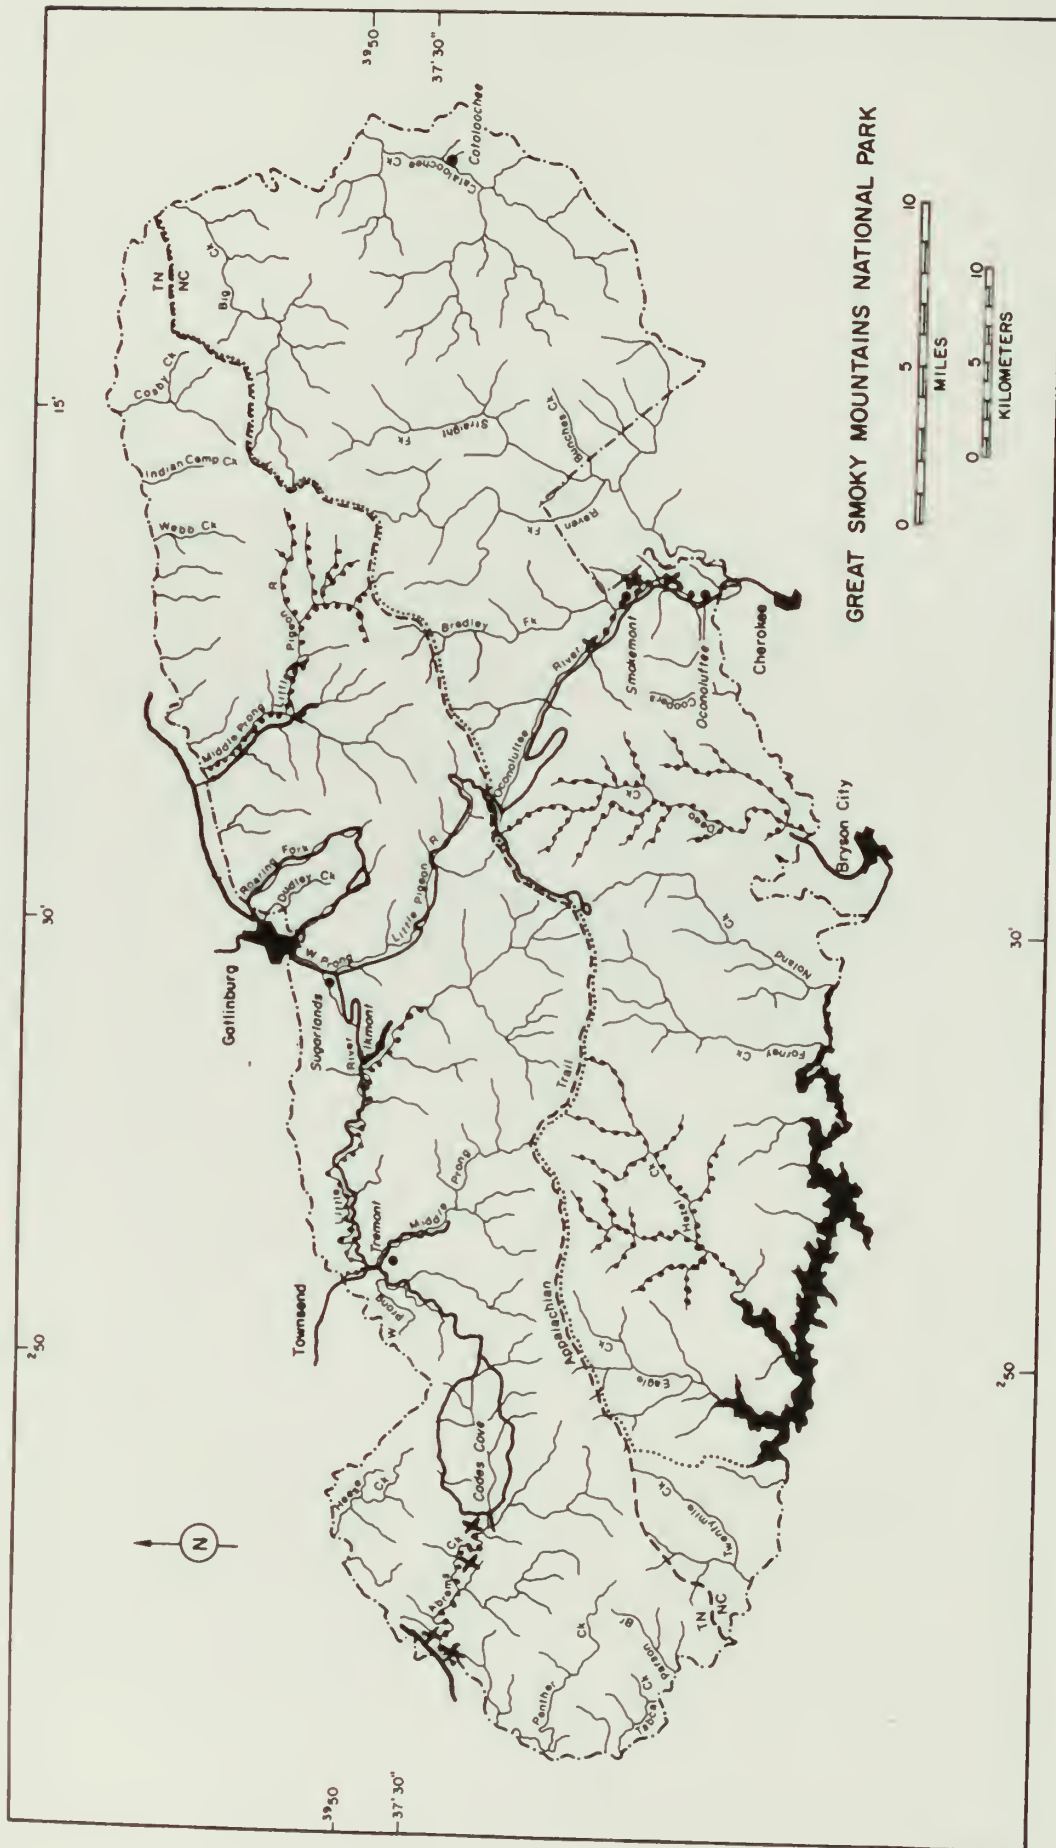 GREAT SMOKY MOUNTAINS NATIONAL PARK
0 5 10
MILES
0 5 10
KILOMETERS
N
²50
30'
15'
³⁹50
37'30"
³⁹50
37'30"
²50
30'
Townsend
Gatlinburg
Sugarlands
Elkmont
Tremont
Cades Cove
Cataloochee
Smokemont
Oconaluftee
Cherokee
Bryson City
TN
NC
TN
NC
Appalachian
Trail
Hesse
Ck
Abrams
Ck
Panther
Ck
Parson
Br
Tabcat
Ck
Twentymile
Ck
Eagle
Ck
Hazel
Ck
Forney
Ck
Noland
Ck
Deep
Ck
Coopers
Oconaluftee
River
Bradley
Fk
Raven
Fk
Straight
Fk
Bunches Ck
Cataloochee
Ck
Big
Ck
Cosby Ck
Indian Camp Ck
Webb Ck
Middle Prong
Little
Pigeon
R
Roaring Fork
Dudley Ck
W Prong
Little Pigeon
R
Little
River
Middle
Prong
W
Prong